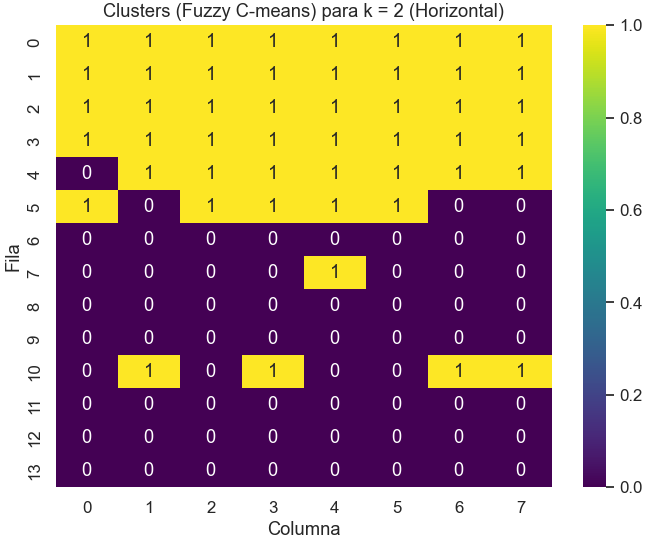 Clusters (Fuzzy C-means) para k = 2 (Horizontal)
0 1 1 1 1 1 1 1 1
1 1 1 1 1 1 1 1 1
2 1 1 1 1 1 1 1 1
3 1 1 1 1 1 1 1 1
4 0 1 1 1 1 1 1 1
5 1 0 1 1 1 1 0 0
6 0 0 0 0 0 0 0 0
7 0 0 0 0 1 0 0 0
8 0 0 0 0 0 0 0 0
9 0 0 0 0 0 0 0 0
10 0 1 0 1 0 0 1 1
11 0 0 0 0 0 0 0 0
12 0 0 0 0 0 0 0 0
13 0 0 0 0 0 0 0 0
0 1 2 3 4 5 6 7
Columna
Fila
1.0
0.8
0.6
0.4
0.2
0.0